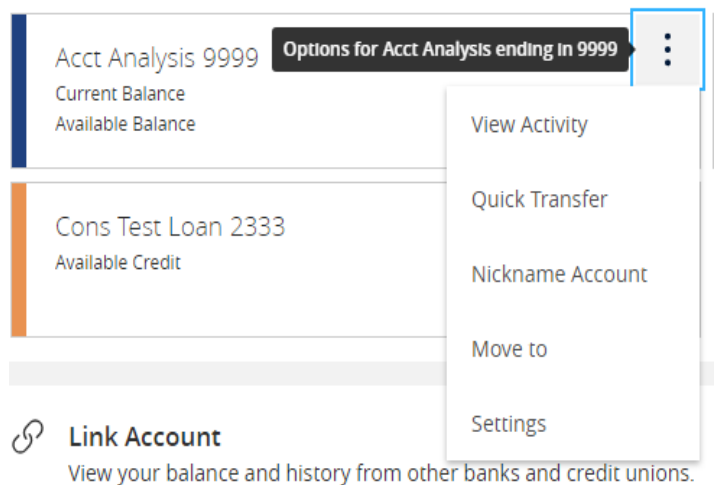 Acct Analysis 9999
Options for Acct Analysis ending in 9999
Current Balance
Available Balance
View Activity
Quick Transfer
Cons Test Loan 2333
Available Credit
Nickname Account
Move to
Settings
Link Account
View your balance and history from other banks and credit unions.